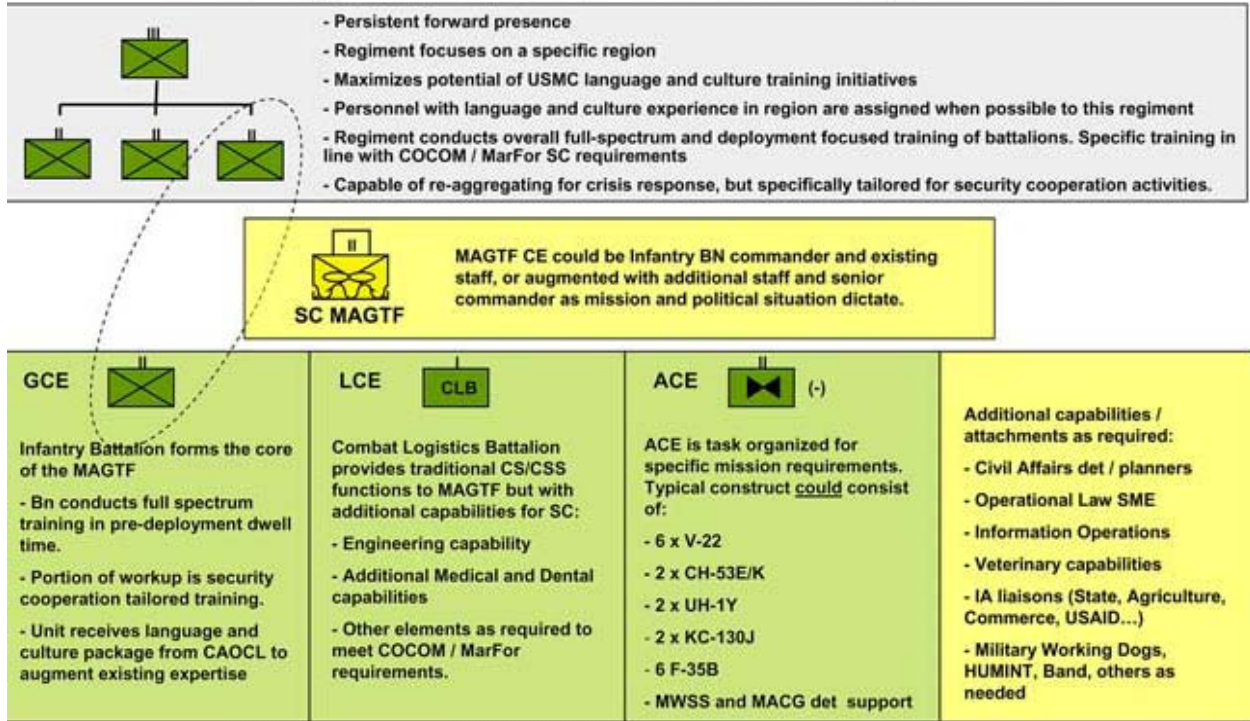 III
- Persistent forward presence
- Regiment focuses on a specific region
- Maximizes potential of USMC language and culture training initiatives
- Personnel with language and culture experience in region are assigned when possible to this regiment
- Regiment conducts overall full-spectrum and deployment focused training of battalions. Specific training in
line with COCOM / MarFor SC requirements
- Capable of re-aggregating for crisis response, but specifically tailored for security cooperation activities.
II
II
II
II
SC MAGTF
MAGTF CE could be Infantry BN commander and existing
staff, or augmented with additional staff and senior
commander as mission and political situation dictate.
GCE
II
Infantry Battalion forms the core
of the MAGTF
- Bn conducts full spectrum
training in pre-deployment dwell
time.
- Portion of workup is security
cooperation tailored training.
- Unit receives language and
culture package from CAOCL to
augment existing expertise
LCE
I
CLB
Combat Logistics Battalion
provides traditional CS/CSS
functions to MAGTF but with
additional capabilities for SC:
- Engineering capability
- Additional Medical and Dental
capabilities
- Other elements as required to
meet COCOM / MarFor
requirements.
ACE
II
(-)
ACE is task organized for
specific mission requirements.
Typical construct could consist
of:
- 6 x V-22
- 2 x CH-53E/K
- 2 x UH-1Y
- 2 x KC-130J
- 6 F-35B
- MWSS and MACG det support
Additional capabilities /
attachments as required:
- Civil Affairs det / planners
- Operational Law SME
- Information Operations
- Veterinary capabilities
- IA liaisons (State, Agriculture,
Commerce, USAID...)
- Military Working Dogs,
HUMINT, Band, others as
needed